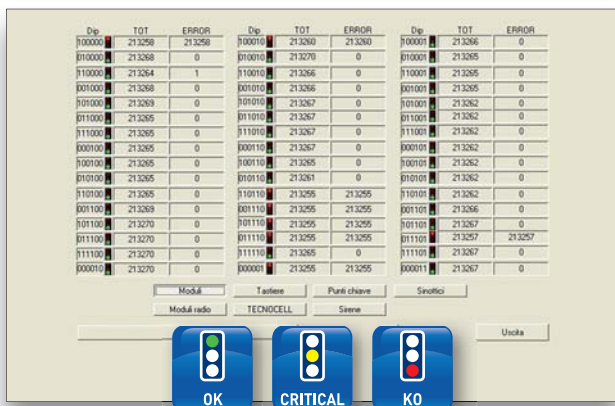 Dip TOT ERROR Dip TOT ERROR Dip TOT ERROR
100000 213258 213258 100010 213260 213260 100001 213266 0
010000 213268 0 010010 213270 0 010001 213265 0
110000 213264 1 110010 213266 0 110001 213265 0
001000 213268 0 001010 213266 0 001001 213265 0
101000 213269 0 101010 213267 0 101001 213262 0
011000 213265 0 011010 213267 0 011001 213262 0
111000 213265 0 111010 213267 0 111001 213262 0
000100 213265 0 000110 213267 0 000101 213262 0
100100 213265 0 100110 213265 0 100101 213262 0
010100 213265 0 010110 213261 0 010101 213262 0
110100 213265 0 110110 213255 213255 110101 213262 0
001100 213269 0 001110 213255 213255 001101 213266 0
101100 213270 0 101110 213255 213255 101101 213267 0
011100 213270 0 011110 213255 213255 011101 213257 213257
111100 213270 0 111110 213265 0 111101 213267 0
000010 213270 0 000001 213255 213255 000011 213267 0
Moduli Tastiere Punti chiave Sinottici
Moduli radio TECNOCELL Sirene
Uscita
OK CRITICAL KO